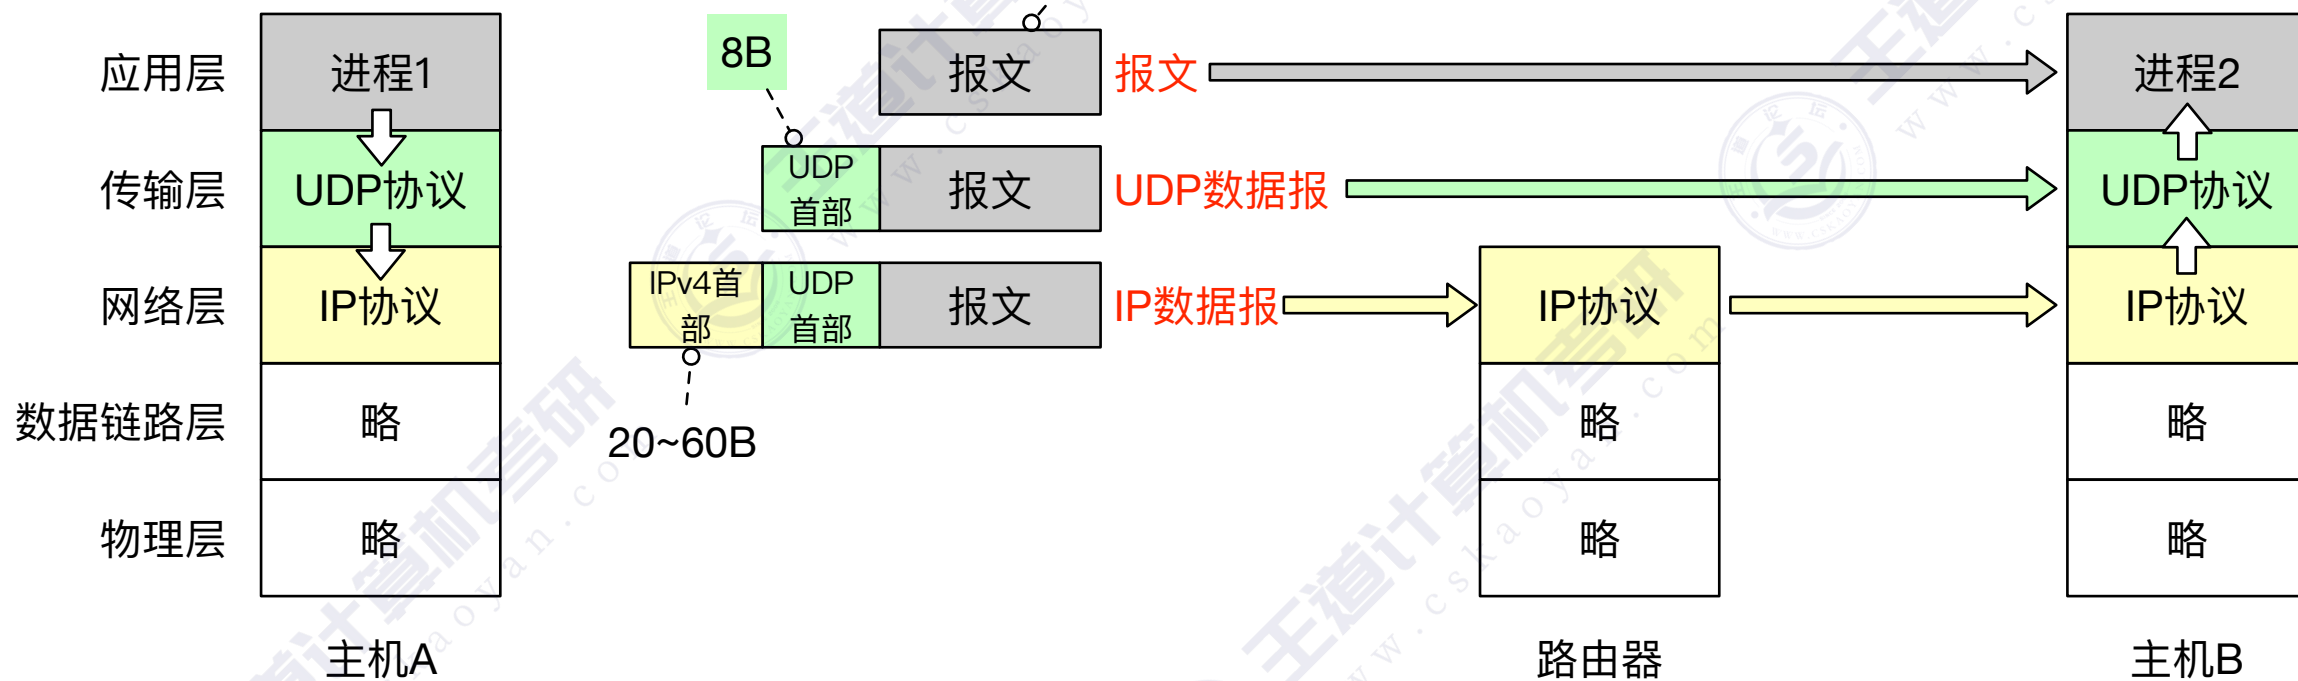 应用层
进程1
8B
报文
报文
进程2
传输层
UDP协议
UDP
首部
报文
UDP数据报
UDP协议
网络层
IP协议
IPv4首
部
UDP
首部
报文
IP数据报
IP协议
IP协议
数据链路层
略
20~60B
略
略
物理层
略
略
略
主机A
路由器
主机B